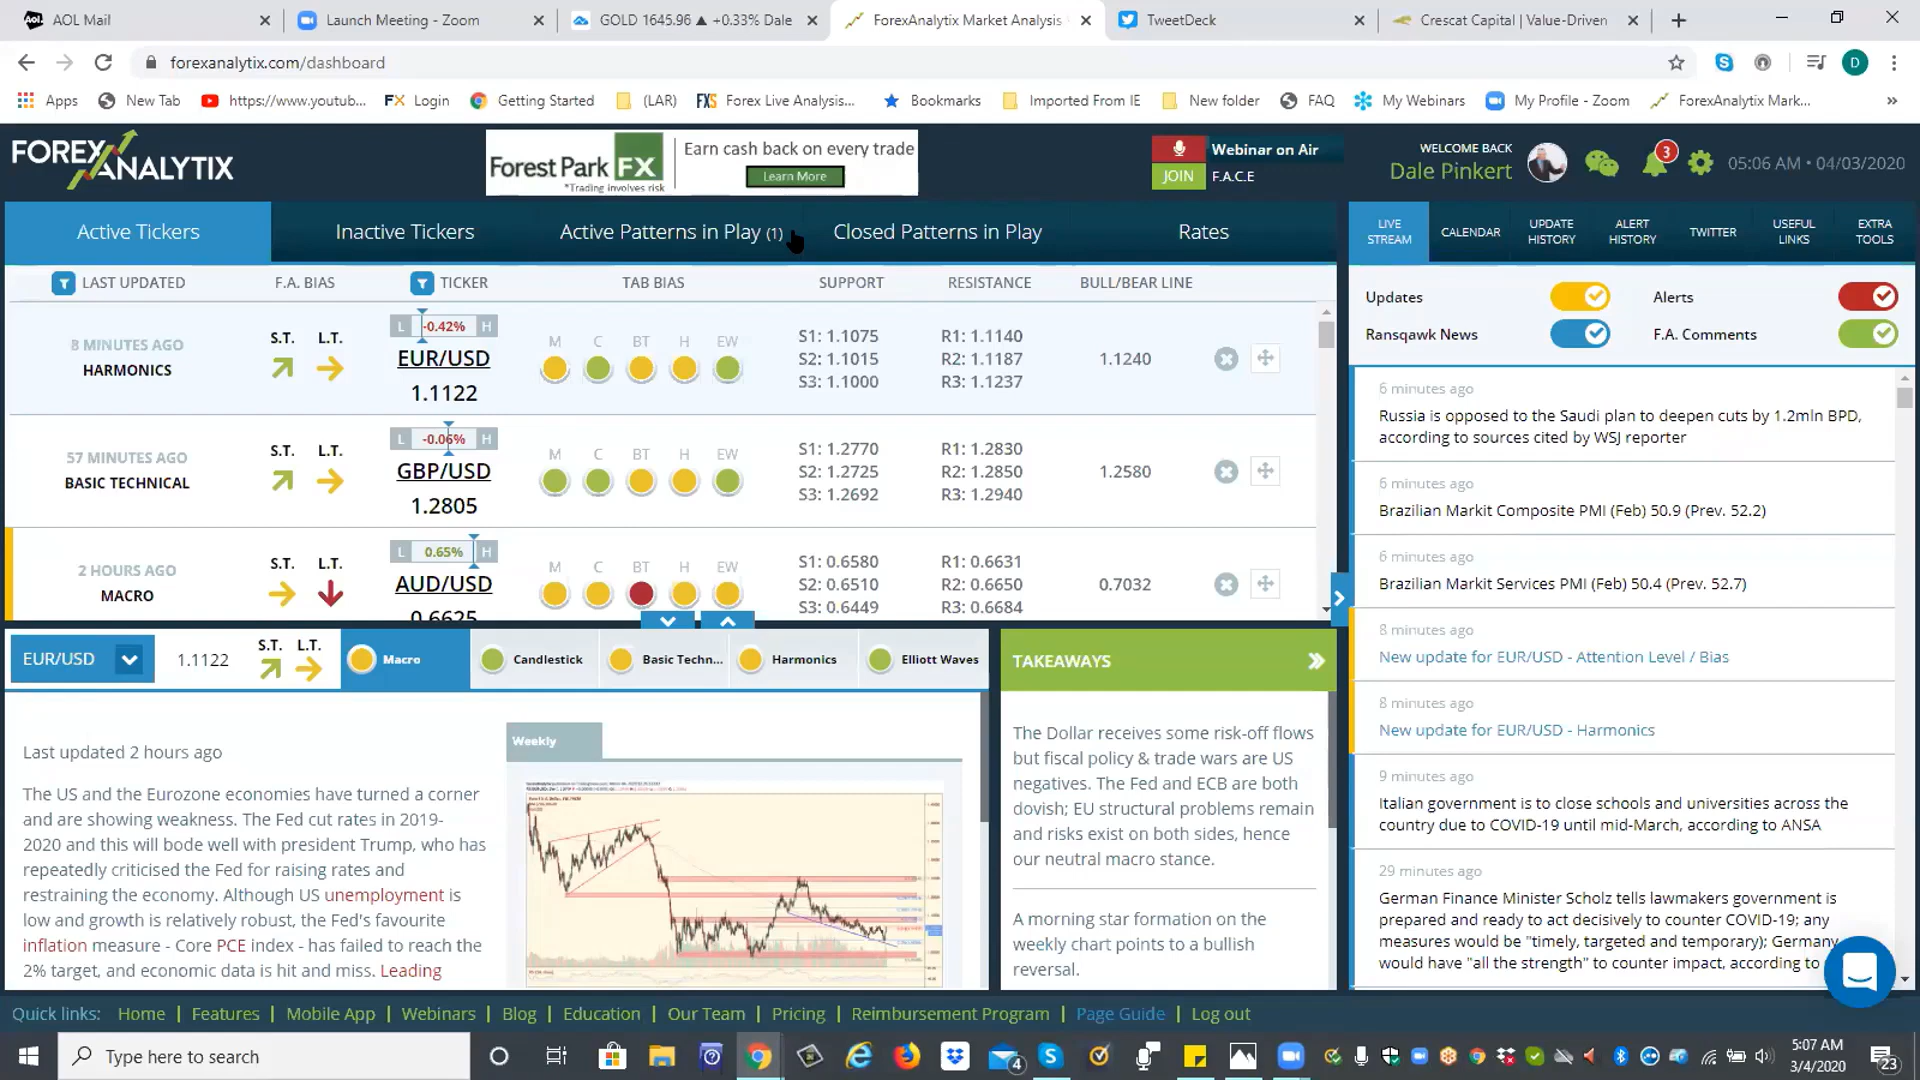 AOL Mail
Launch Meeting - Zoom
GOLD 1645.96 ▲ +0.33% Dale
ForexAnalytix Market Analysis
TweetDeck
Crescat Capital | Value-Driven
forexanalytix.com/dashboard
D
Apps
New Tab
https://www.youtub...
FX Login
Getting Started
(LAR)
FXS Forex Live Analysis...
Bookmarks
Imported From IE
New folder
FAQ
My Webinars
My Profile - Zoom
ForexAnalytix Mark...
FOREX
ANALYTIX
Forest Park FX
*Trading involves risk
Earn cash back on every trade
Learn More
Webinar on Air
JOIN F.A.C.E
WELCOME BACK
Dale Pinkert
3
05:06 AM • 04/03/2020
Active Tickers
Inactive Tickers
Active Patterns in Play (1)
Closed Patterns in Play
Rates
LAST UPDATED
F.A. BIAS
TICKER
TAB BIAS
SUPPORT
RESISTANCE
BULL/BEAR LINE
8 MINUTES AGO
HARMONICS
S.T. L.T.
L -0.42% H
EUR/USD
1.1122
M C BT H EW
S1: 1.1075
S2: 1.1015
S3: 1.1000
R1: 1.1140
R2: 1.1187
R3: 1.1237
1.1240
57 MINUTES AGO
BASIC TECHNICAL
S.T. L.T.
L -0.06% H
GBP/USD
1.2805
M C BT H EW
S1: 1.2770
S2: 1.2725
S3: 1.2692
R1: 1.2830
R2: 1.2850
R3: 1.2940
1.2580
2 HOURS AGO
MACRO
S.T. L.T.
L 0.65% H
AUD/USD
0.6625
M C BT H EW
S1: 0.6580
S2: 0.6510
S3: 0.6449
R1: 0.6631
R2: 0.6650
R3: 0.6684
0.7032
EUR/USD
1.1122
S.T. L.T.
Macro
Candlestick
Basic Techn...
Harmonics
Elliott Waves
Last updated 2 hours ago
The US and the Eurozone economies have turned a corner
and are showing weakness. The Fed cut rates in 2019-
2020 and this will bode well with president Trump, who has
repeatedly criticised the Fed for raising rates and
restraining the economy. Although US unemployment is
low and growth is relatively robust, the Fed's favourite
inflation measure - Core PCE index - has failed to reach the
2% target, and economic data is hit and miss. Leading
Weekly
TAKEAWAYS
The Dollar receives some risk-off flows
but fiscal policy & trade wars are US
negatives. The Fed and ECB are both
dovish; EU structural problems remain
and risks exist on both sides, hence
our neutral macro stance.
A morning star formation on the
weekly chart points to a bullish
reversal.
LIVE STREAM
CALENDAR
UPDATE HISTORY
ALERT HISTORY
TWITTER
USEFUL LINKS
EXTRA TOOLS
Updates
Alerts
Ransqawk News
F.A. Comments
6 minutes ago
Russia is opposed to the Saudi plan to deepen cuts by 1.2mln BPD,
according to sources cited by WSJ reporter
6 minutes ago
Brazilian Markit Composite PMI (Feb) 50.9 (Prev. 52.2)
6 minutes ago
Brazilian Markit Services PMI (Feb) 50.4 (Prev. 52.7)
8 minutes ago
New update for EUR/USD - Attention Level / Bias
8 minutes ago
New update for EUR/USD - Harmonics
9 minutes ago
Italian government is to close schools and universities across the
country due to COVID-19 until mid-March, according to ANSA
29 minutes ago
German Finance Minister Scholz tells lawmakers government is
prepared and ready to act decisively to counter COVID-19; any
measures would be "timely, targeted and temporary); Germany
would have "all the strength" to counter impact, according to
Quick links: Home | Features | Mobile App | Webinars | Blog | Education | Our Team | Pricing | Reimbursement Program | Page Guide | Log out
Type here to search
4
5:07 AM
3/4/2020
23